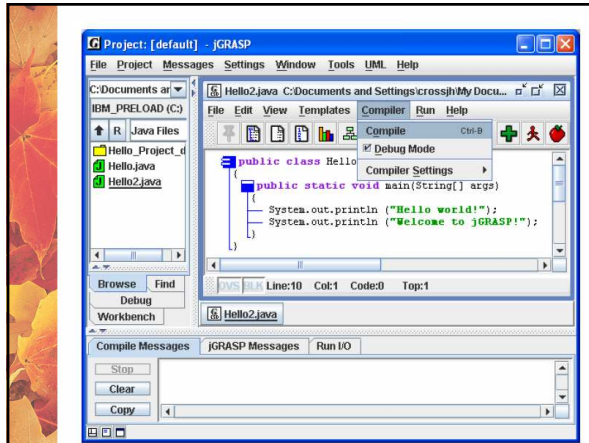 Project: [default] - jGRASP
File Project Messages Settings Window Tools UML Help
C:\Documents ar
IBM_PRELOAD (C:)
R Java Files
Hello_Project_d
Hello.java
Hello2.java
Browse Find
Debug
Workbench
Hello2.java C:\Documents and Settings\crossjh\My Docu...
File Edit View Templates Compiler Run Help
Compile Ctrl-B
Debug Mode
Compiler Settings
public class Hello
{
public static void main(String[] args)
{
System.out.println ("Hello world!");
System.out.println ("Welcome to jGRASP!");
}
}
OVS BLK Line:10 Col:1 Code:0 Top:1
Hello2.java
Compile Messages jGRASP Messages Run I/O
Stop
Clear
Copy